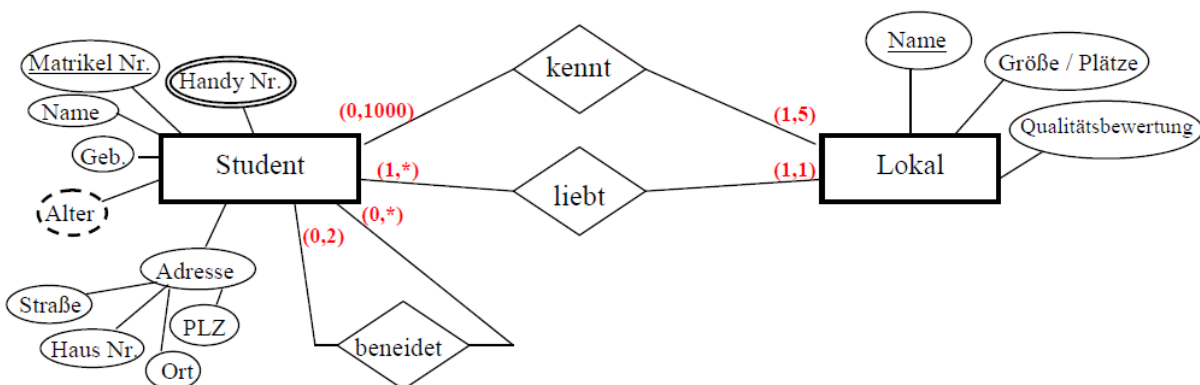 Matrikel Nr.
Handy Nr.
Name
Geb.
Alter
Student
Adresse
Straße
Haus Nr.
Ort
PLZ
(0,1000)
kennt
(1,5)
(1,*)
liebt
(1,1)
(0,2)
(0,*)
beneidet
Name
Größe / Plätze
Qualitätsbewertung
Lokal